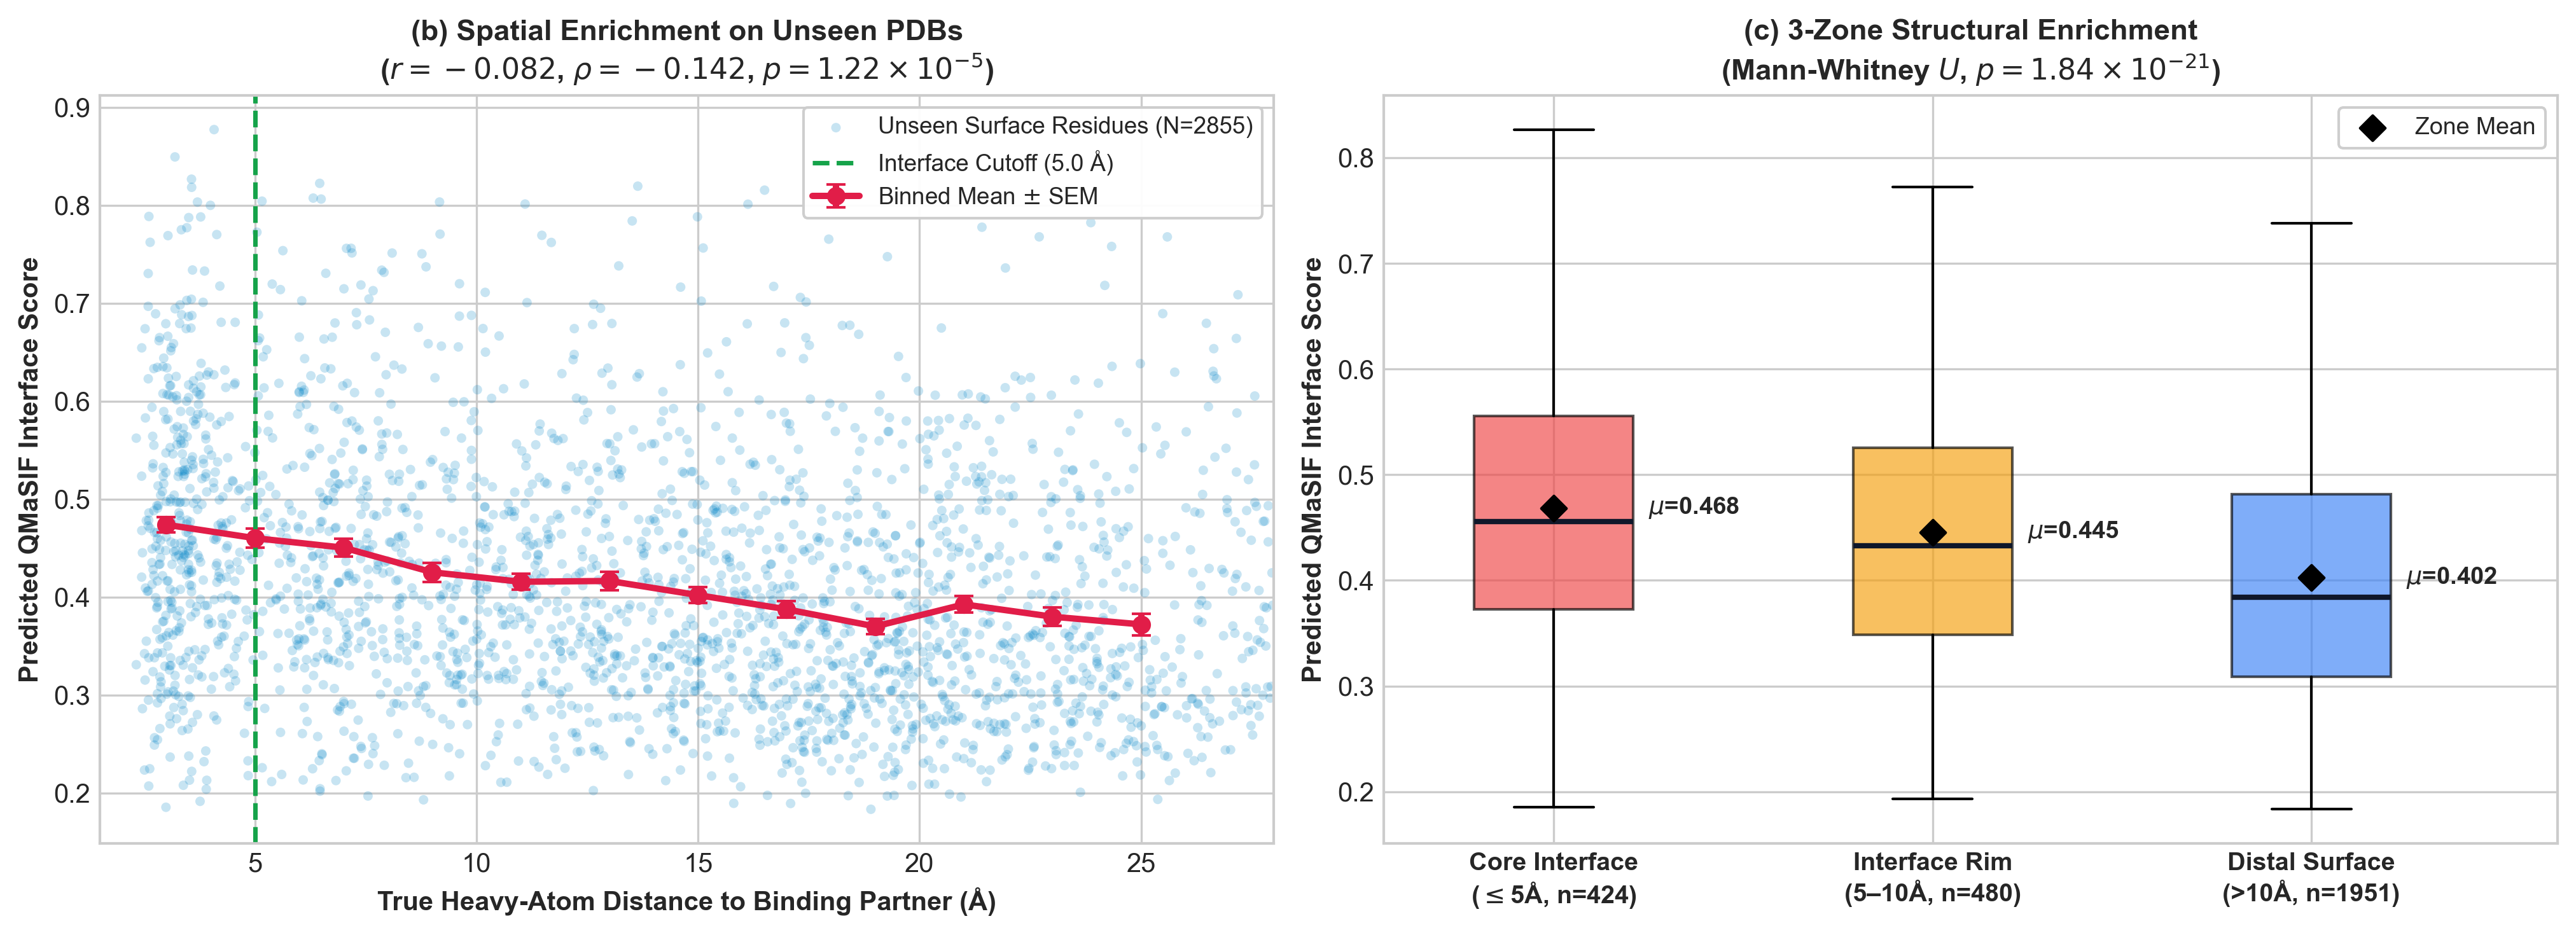 (b) Spatial Enrichment on Unseen PDBs
(r = −0.082, ρ = −0.142, p = 1.22 × 10⁻⁵)
0.9
0.8
0.7
0.6
0.5
0.4
0.3
0.2
Predicted QMaSIF Interface Score
Unseen Surface Residues (N=2855)
Interface Cutoff (5.0 Å)
Binned Mean ± SEM
5
10
15
20
25
True Heavy-Atom Distance to Binding Partner (Å)
(c) 3-Zone Structural Enrichment
(Mann-Whitney U, p = 1.84 × 10⁻²¹)
0.8
0.7
0.6
0.5
0.4
0.3
0.2
Predicted QMaSIF Interface Score
Zone Mean
μ=0.468
μ=0.445
μ=0.402
Core Interface
(≤5Å, n=424)
Interface Rim
(5–10Å, n=480)
Distal Surface
(>10Å, n=1951)